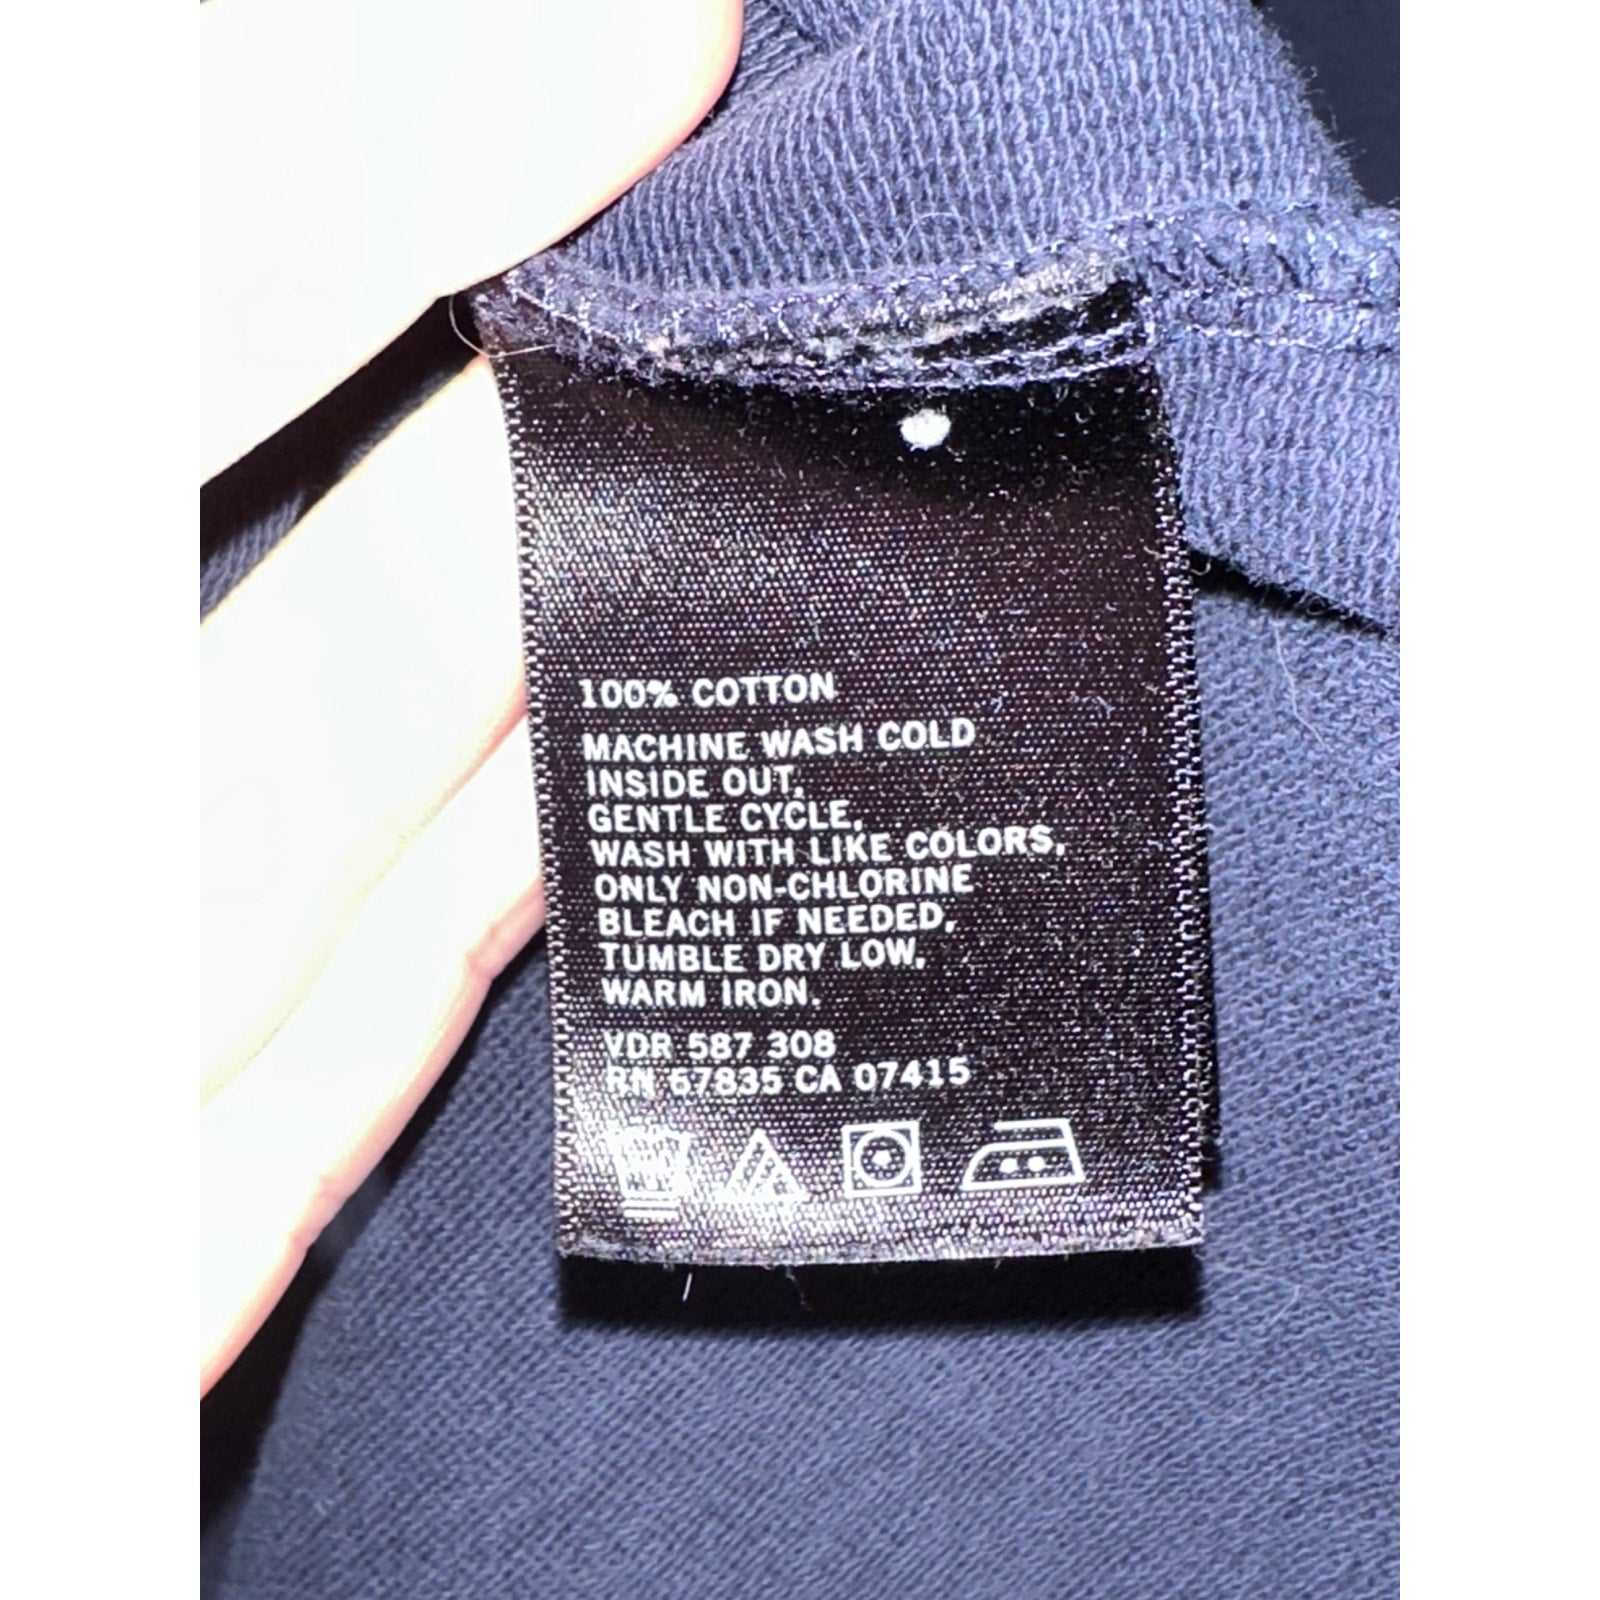 100% COTTON
MACHINE WASH COLD
INSIDE OUT,
GENTLE CYCLE,
WASH WITH LIKE COLORS,
ONLY NON-CHLORINE
BLEACH IF NEEDED,
TUMBLE DRY LOW,
WARM IRON.
VDR 587 308
RN 67835 CA 07415